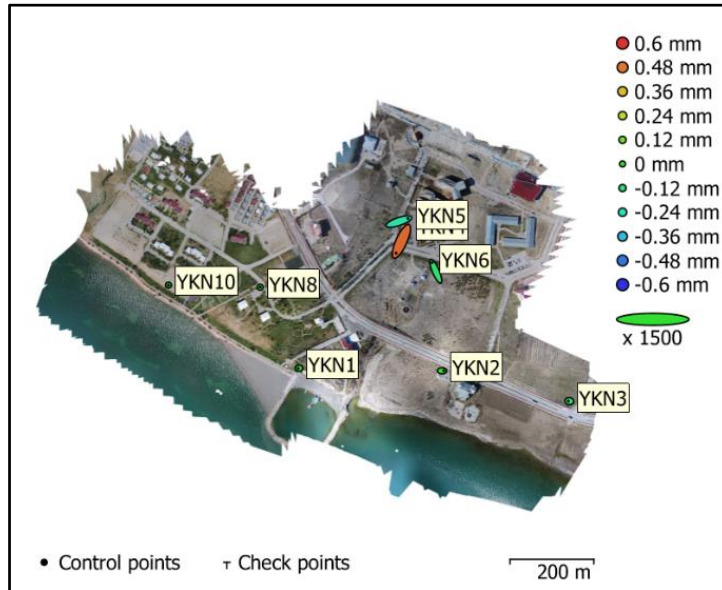 0.6 mm
0.48 mm
0.36 mm
0.24 mm
0.12 mm
0 mm
-0.12 mm
-0.24 mm
-0.36 mm
-0.48 mm
-0.6 mm
x 1500
YKN5
YKN6
YKN10
YKN8
YKN1
YKN2
YKN3
Control points
Check points
200 m